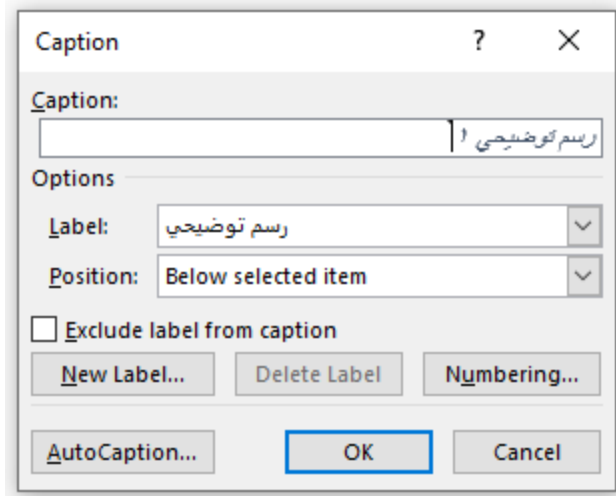 Caption
?
Caption:
رسم توضيحي ١
Options
Label: رسم توضيحي
Position: Below selected item
Exclude label from caption
New Label... Delete Label Numbering...
AutoCaption... OK Cancel